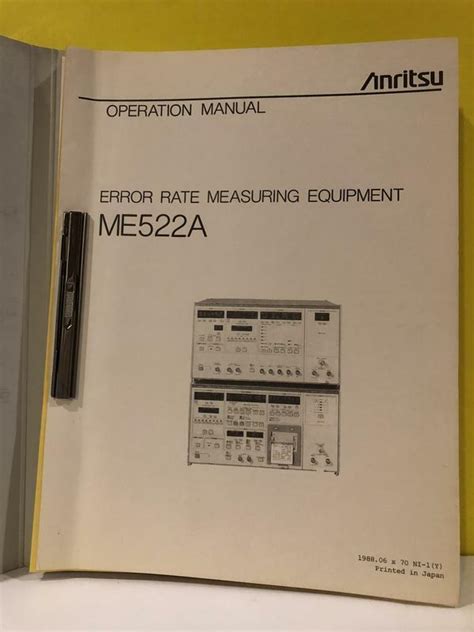 Anritsu
OPERATION MANUAL
ERROR RATE MEASURING EQUIPMENT
ME522A
1988.06 x 70 NI-1(Y)
Printed in Japan